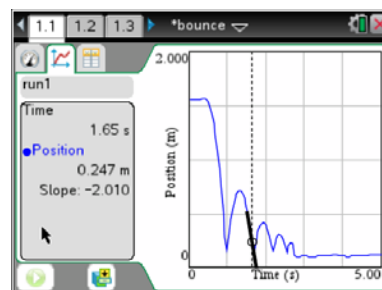 1.1 1.2 1.3 *bounce
run1
Time
1.65 s
Position
0.247 m
Slope: -2.010
2.000
Position (m)
0
0 Time (s) 5.00